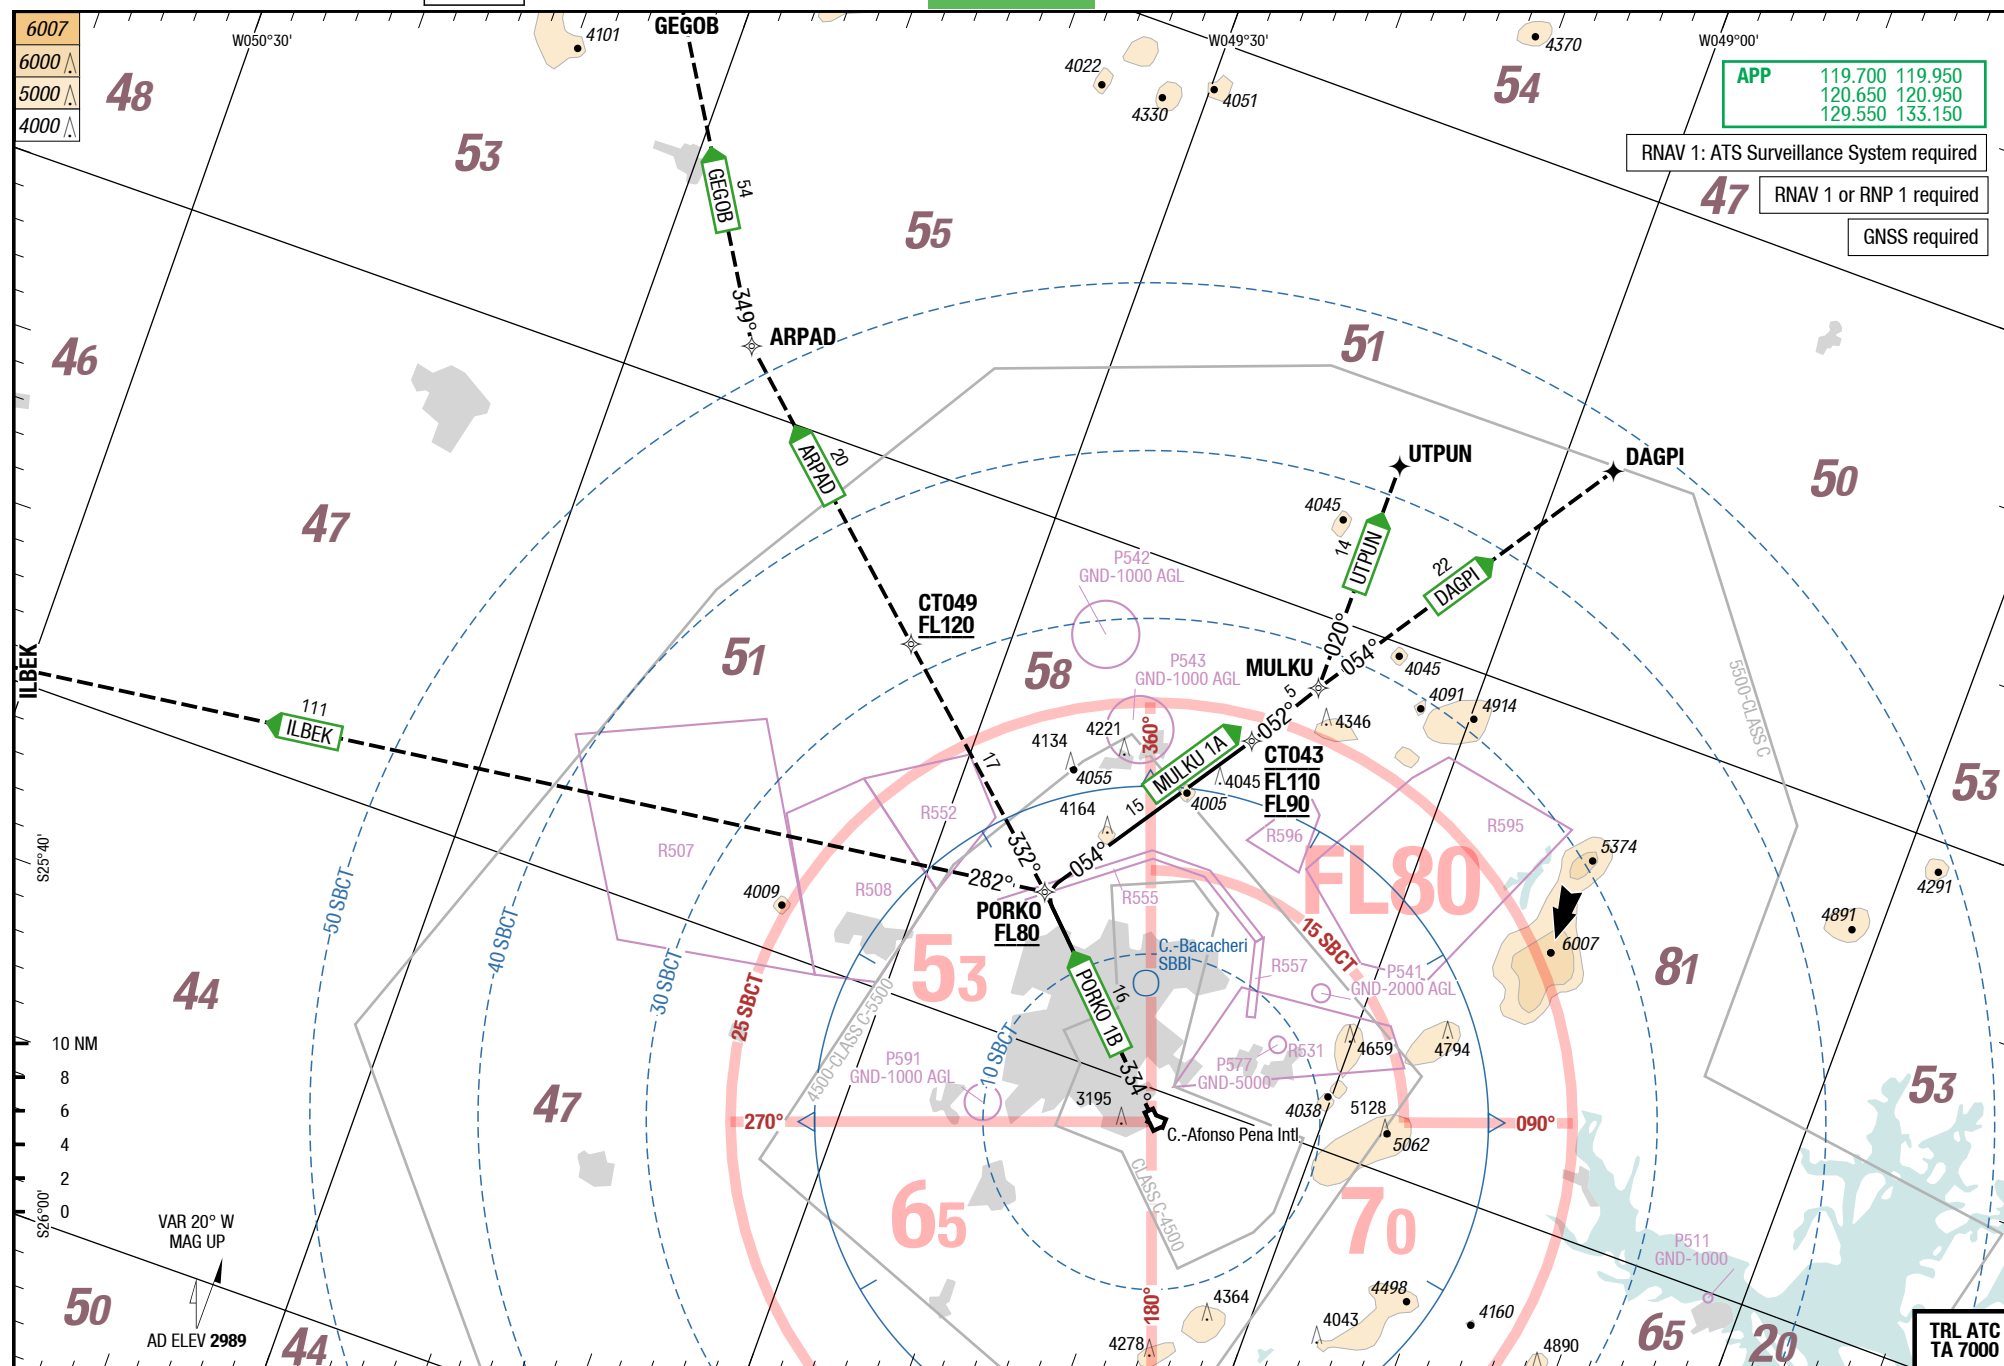 6007
6000
5000
4000
W050°30'
4101
GEGOB
W049°30'
W049°00'
4370
48
53
4022
4330
4051
54
APP 119.700 119.950
120.650 120.950
129.550 133.150
RNAV 1: ATS Surveillance System required
RNAV 1 or RNP 1 required
GNSS required
47
GEGOB
54
55
349°
ARPAD
46
51
ARPAD
20
UTPUN
DAGPI
50
47
4045
14
UTPUN
22
DAGPI
P542
GND-1000 AGL
CT049
FL120
51
58
P543
GND-1000 AGL
MULKU
020°
054°
4045
5500-CLASS C
ILBEK
111
ILBEK
5
052°
4091
4914
4346
4134
4221
360°
4055
MULKU 1A
4045
CT043
FL110
FL90
17
15
4005
4164
53
R552
R596
R595
FL80
S25°40'
R507
R508
332°
054°
282°
4009
R555
PORKO
FL80
5374
4291
4891
50 SBCT
40 SBCT
30 SBCT
25 SBCT
15 SBCT
C.-Bacacheri
SBBI
R557
P541
GND-2000 AGL
6007
81
53
44
PORKO 1B
16
4500-CLASS C-5500
10 SBCT
P591
GND-1000 AGL
P577
GND-5000
R531
4659
4794
10 NM
8
6
4
2
0
47
334°
3195
4038
5128
5062
53
270°
090°
C.-Afonso Pena Intl
CLASS C-4500
S26°00'
VAR 20° W
MAG UP
65
70
P511
GND-1000
180°
50
44
AD ELEV 2989
4364
4278
4498
4043
4160
4890
65
20
TRL ATC
TA 7000